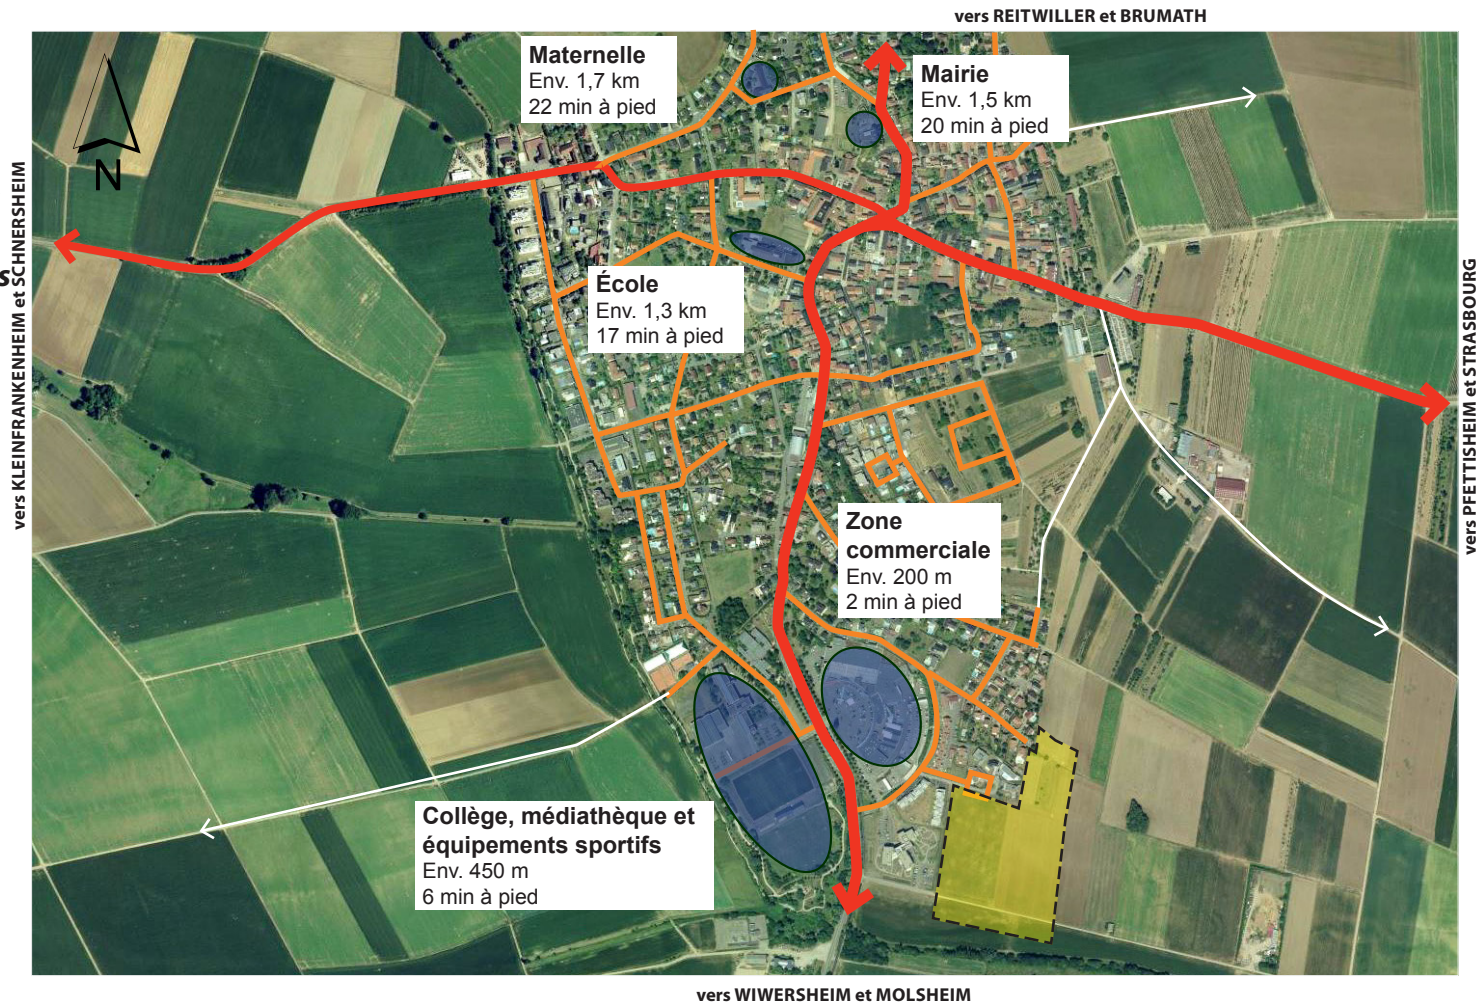 vers REITWILLER et BRUMATH
Maternelle
Env. 1,7 km
22 min à pied
Mairie
Env. 1,5 km
20 min à pied
N
s
vers KLEINFRANKENHEIM et SCHNERSHEIM
École
Env. 1,3 km
17 min à pied
vers PFETTISHEIM et STRASBOURG
Zone
commerciale
Env. 200 m
2 min à pied
Collège, médiathèque et
équipements sportifs
Env. 450 m
6 min à pied
vers WIWERSHEIM et MOLSHEIM